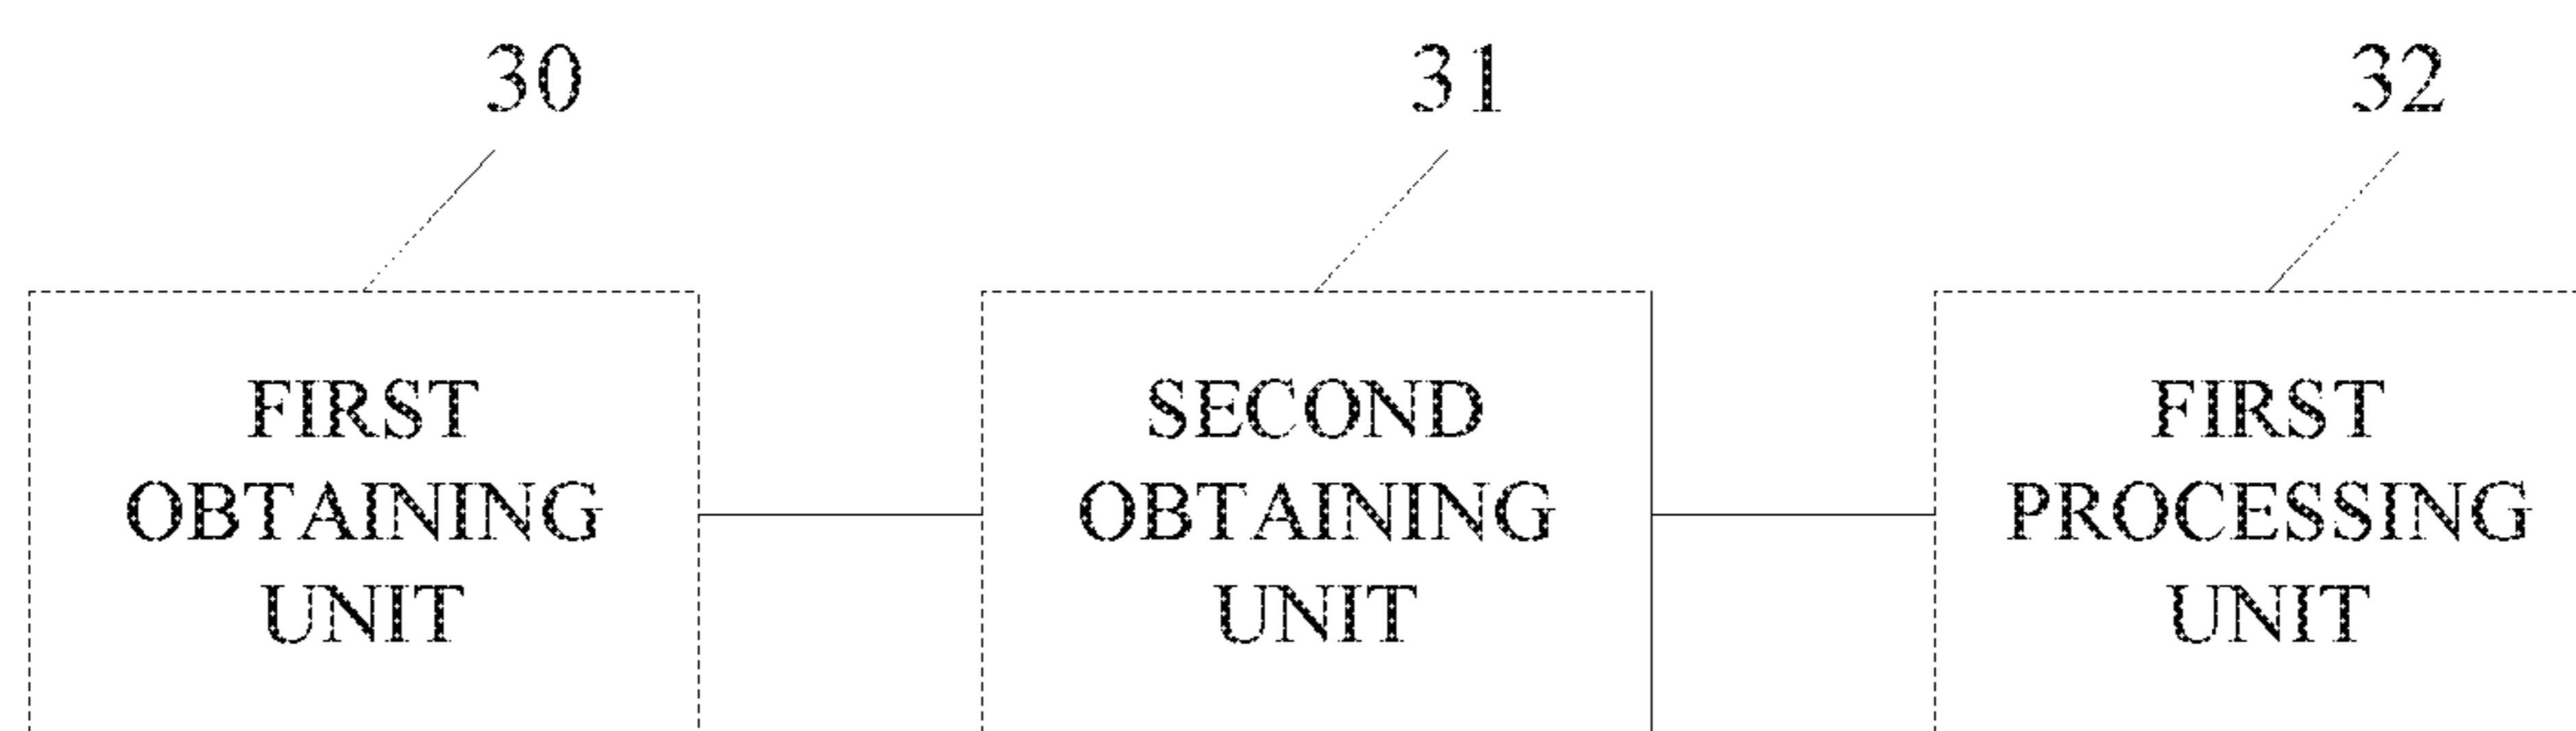 30
31
32
FIRST
OBTAINING
UNIT
SECOND
OBTAINING
UNIT
FIRST
PROCESSING
UNIT